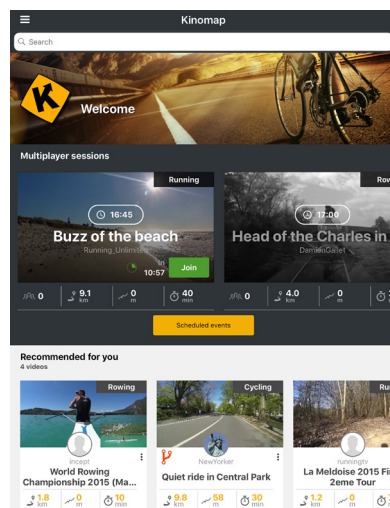 Kinomap
Search
Welcome
Multiplayer sessions
Running
16:45
Buzz of the beach
Running_Unlimited
in
10:57
Join
0
9.1
km
0
m
40
min
Row
17:00
Head of the Charles in
DamienGallet
0
4.0
km
0
m
Scheduled events
Recommended for you
4 videos
Rowing
incept
World Rowing
Championship 2015 (Ma...
1.8
km
0
m
10
min
Cycling
NewYorker
Quiet ride in Central Park
9.8
km
58
m
30
min
Ru
runningtv
La Meldoise 2015 Fi
2eme Tour
1.2
km
0
m